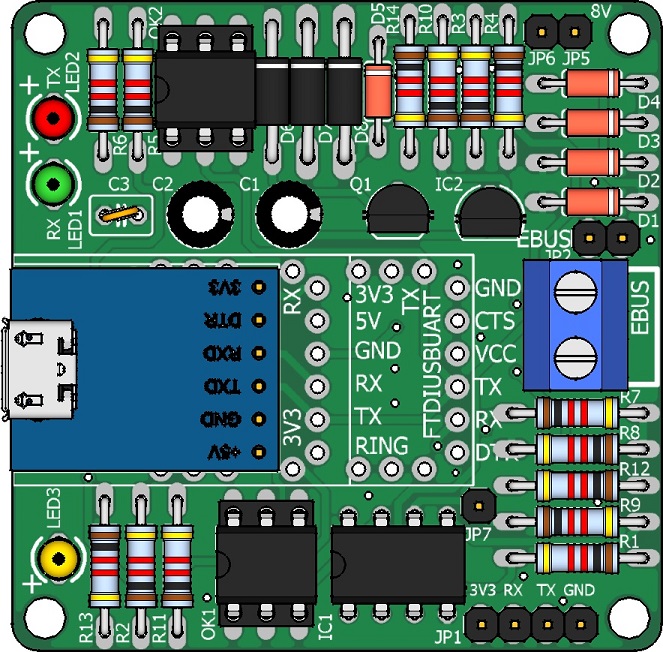 8V
D5
R14
R10
R3
R4
OK2
TX
LED2
JP6 JP5
D4
D3
D2
D1
R6
R5
D6
D7
D8
RX
LED1
C3
C2
C1
Q1
IC2
EBUS
JP2
3V3
DTR
RXD
TXD
GND
+5V
RX
3V3
3V3
5V
GND
RX
TX
RING
TX
FTDIUSBUART
GND
CTS
VCC
TX
RX
DTR
EBUS
R7
R8
R12
R9
R1
LED3
R13
R2
R11
OK1
IC1
JP7
3V3 RX TX GND
JP1